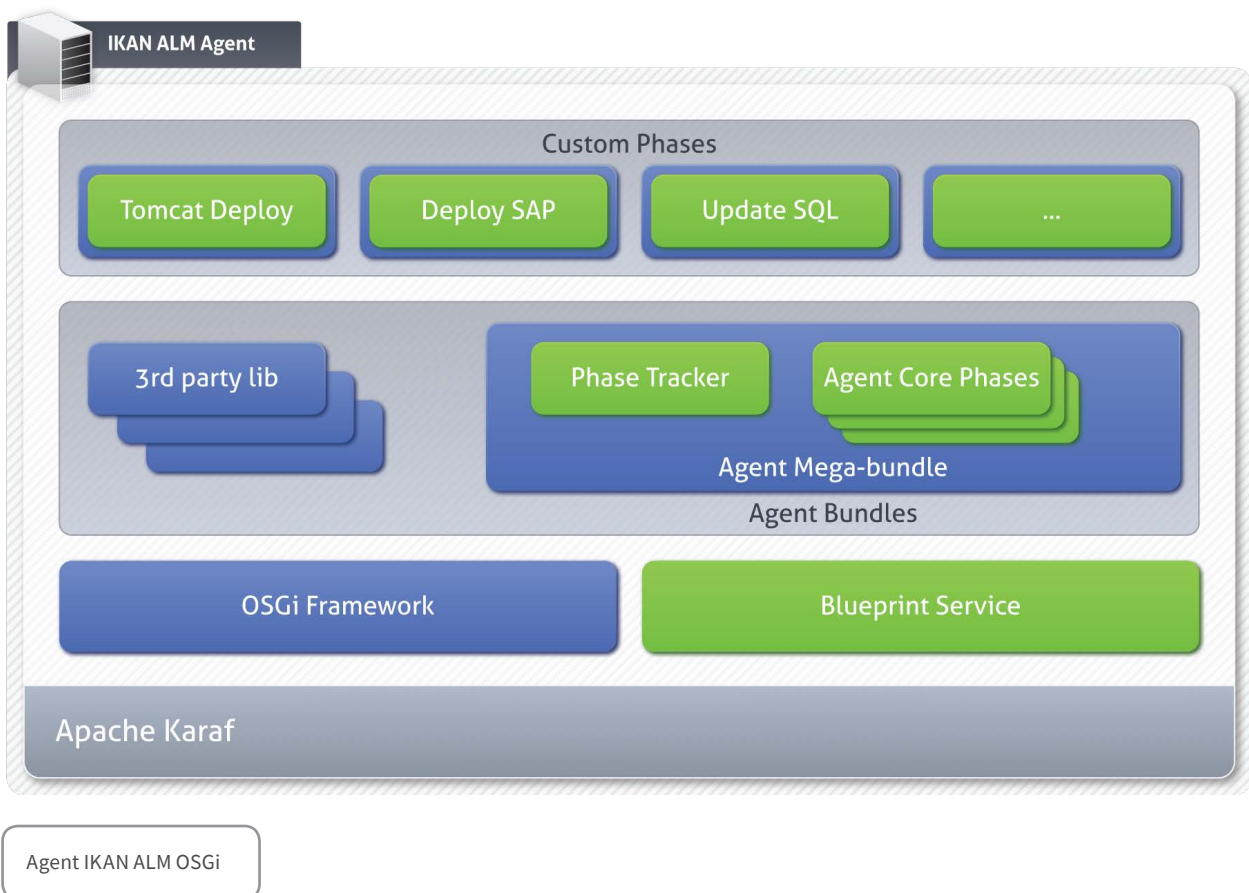 IKAN ALM Agent
Custom Phases
Tomcat Deploy
Deploy SAP
Update SQL
...
3rd party lib
Phase Tracker
Agent Core Phases
Agent Mega-bundle
Agent Bundles
OSGi Framework
Blueprint Service
Apache Karaf
Agent IKAN ALM OSGi